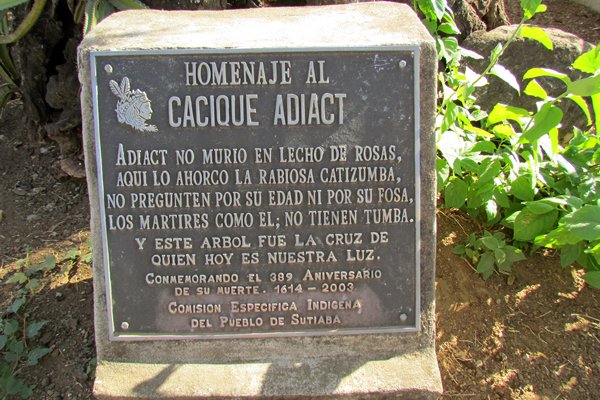 HOMENAJE AL
CACIQUE ADIACT
ADIACT NO MURIO EN LECHO DE ROSAS,
AQUI LO AHORCO LA RABIOSA CATIZUMBA,
NO PREGUNTEN POR SU EDAD NI POR SU FOSA,
LOS MARTIRES COMO EL; NO TIENEN TUMBA.
Y ESTE ARBOL FUE LA CRUZ DE
QUIEN HOY ES NUESTRA LUZ.
CONMEMORANDO EL 389 ANIVERSARIO
DE SU MUERTE. 1614 - 2003
COMISION ESPECIFICA INDIGENA
DEL PUEBLO DE SUTIABA